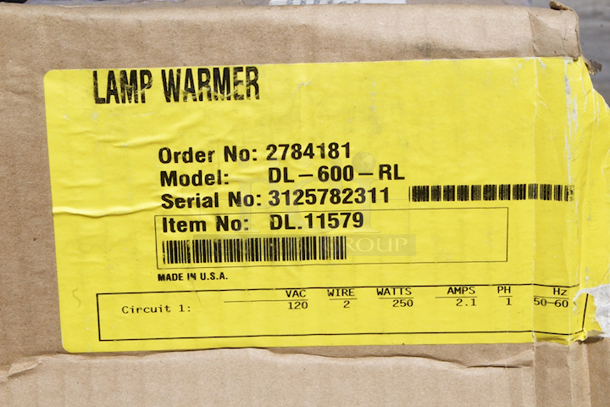 LAMP WARMER
Order No: 2784181
Model: DL-600-RL
Serial No: 3125782311
Item No: DL.11579
GROUP
MADE IN U.S.A.
VAC WIRE WATTS AMPS PH Hz
Circuit 1: 120 2 250 2.1 1 50-60